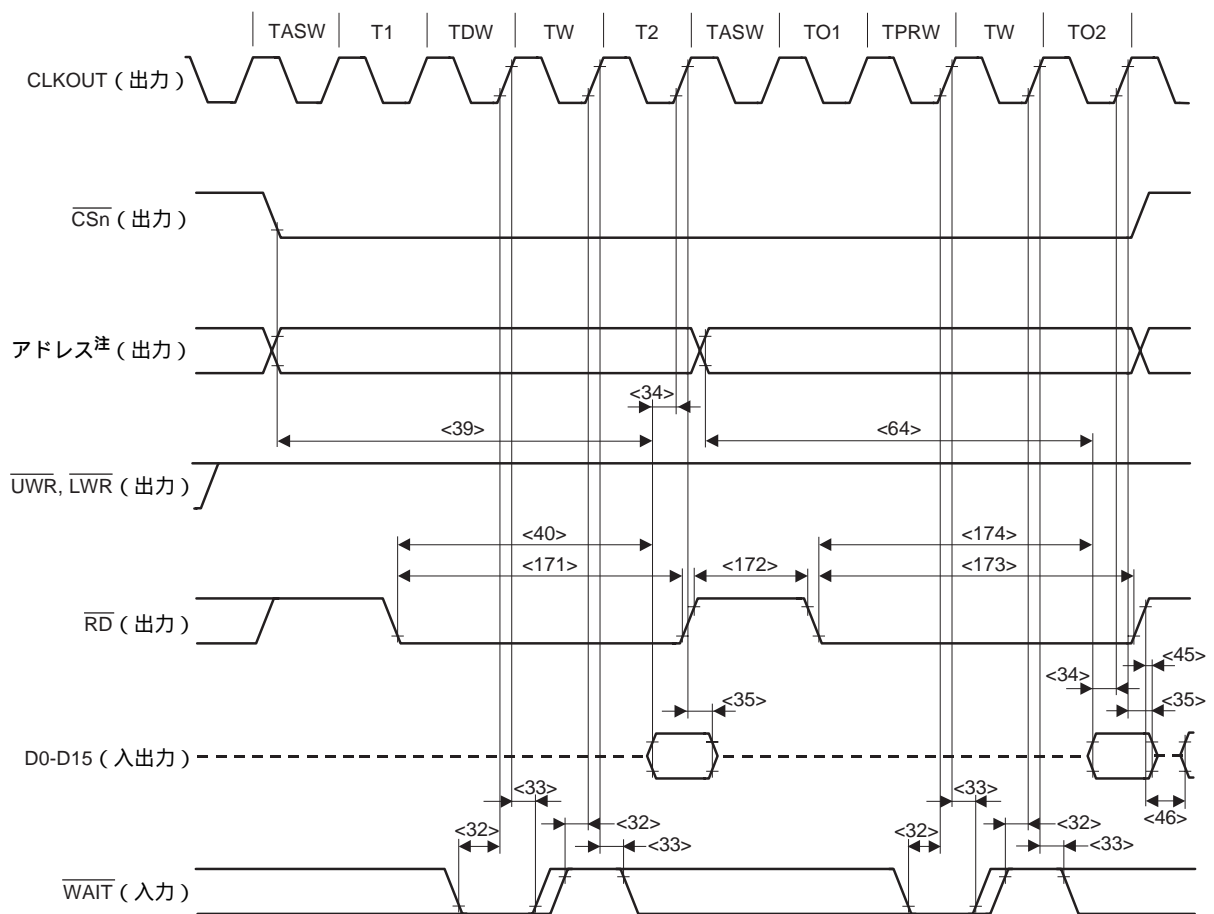 TASW T1 TDW TW T2 TASW TO1 TPRW TW TO2
CLKOUT(出力)
CSn(出力)
アドレス注(出力)
<34>
<39> <64>
UWR, LWR(出力)
<40> <174>
<171> <172> <173>
RD(出力)
<45>
<34>
<35> <35>
D0-D15(入出力)
<33> <33>
<46>
<32> <32> <32> <32>
<33> <33>
WAIT(入力)